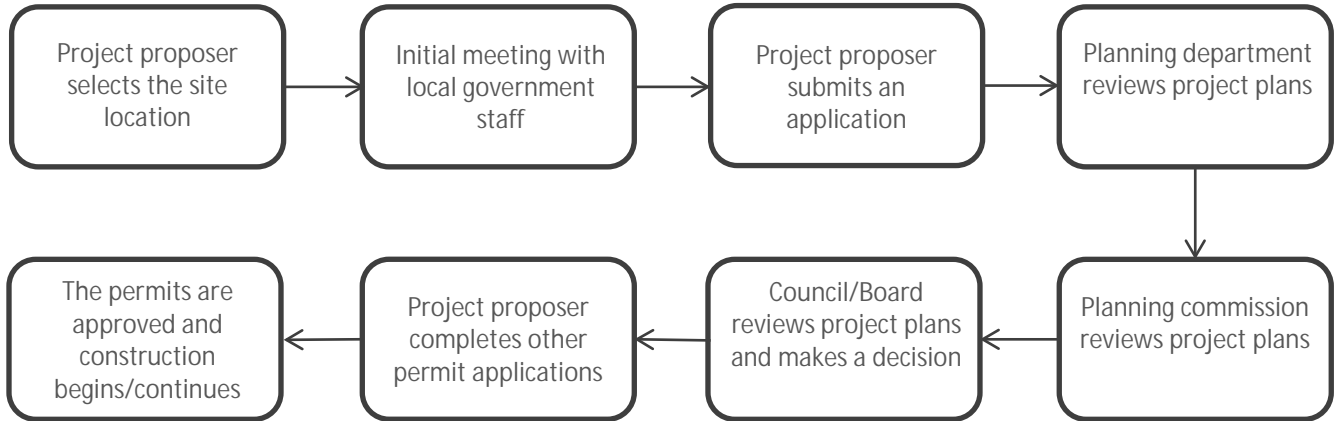 Project proposer
selects the site
location
Initial meeting with
local government
staff
Project proposer
submits an
application
Planning department
reviews project plans
Planning commission
reviews project plans
Council/Board
reviews project plans
and makes a decision
Project proposer
completes other
permit applications
The permits are
approved and
construction
begins/continues